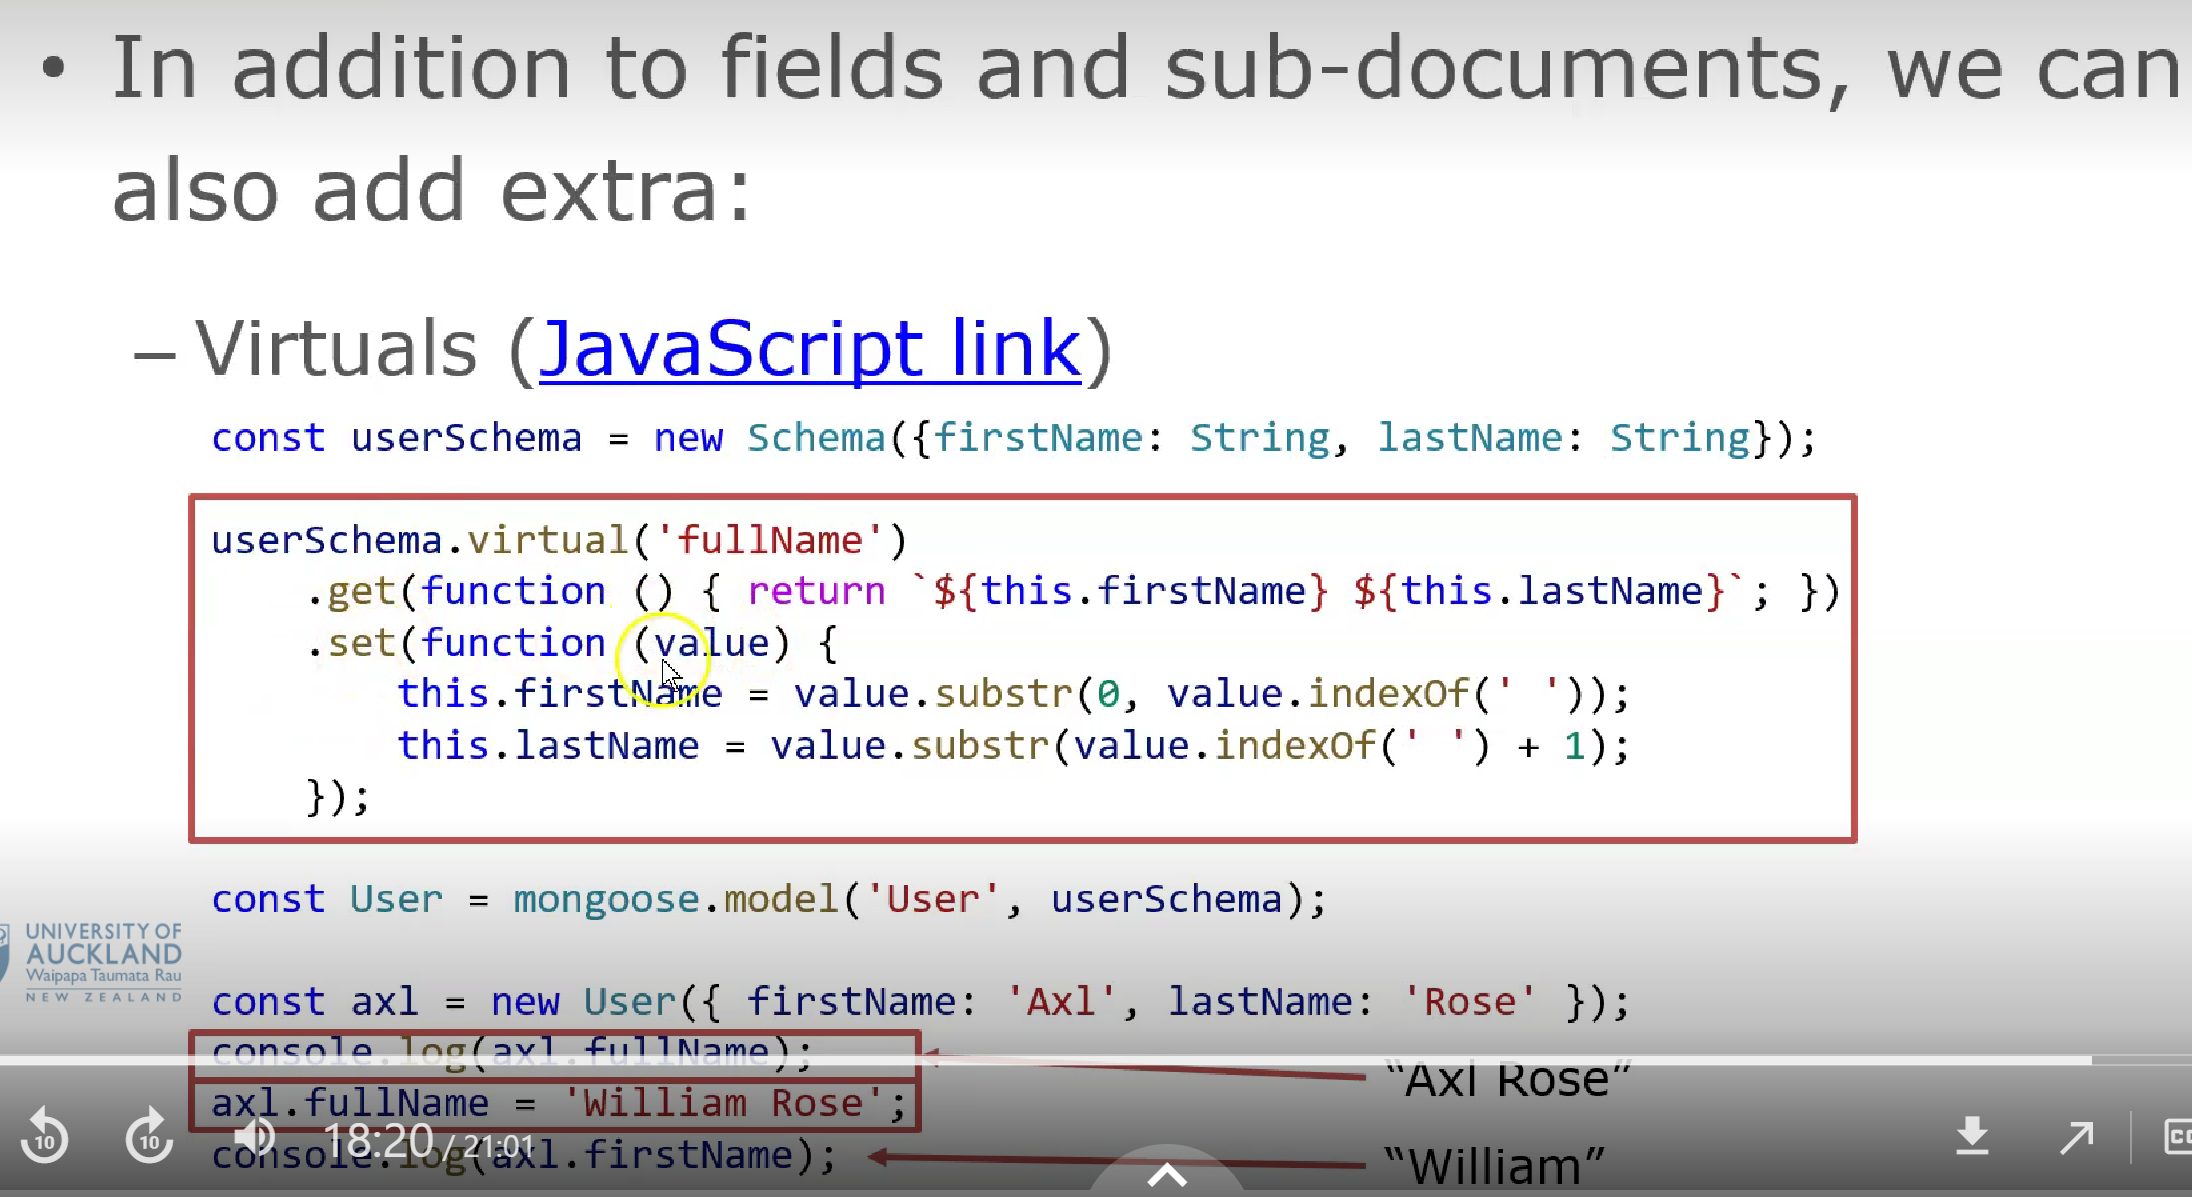 • In addition to fields and sub-documents, we can
also add extra:
– Virtuals (JavaScript link)
const userSchema = new Schema({firstName: String, lastName: String});
userSchema.virtual('fullName')
.get(function () { return `${this.firstName} ${this.lastName}`; })
.set(function (value) {
this.firstName = value.substr(0, value.indexOf(' '));
this.lastName = value.substr(value.indexOf(' ') + 1);
});
const User = mongoose.model('User', userSchema);
UNIVERSITY OF
AUCKLAND
Waipapa Taumata Rau
NEW ZEALAND
const axl = new User({ firstName: 'Axl', lastName: 'Rose' });
console.log(axl.fullName);
“Axl Rose”
axl.fullName = 'William Rose';
10
10
18:20 / 21:01
console.log(axl.firstName);
“William”